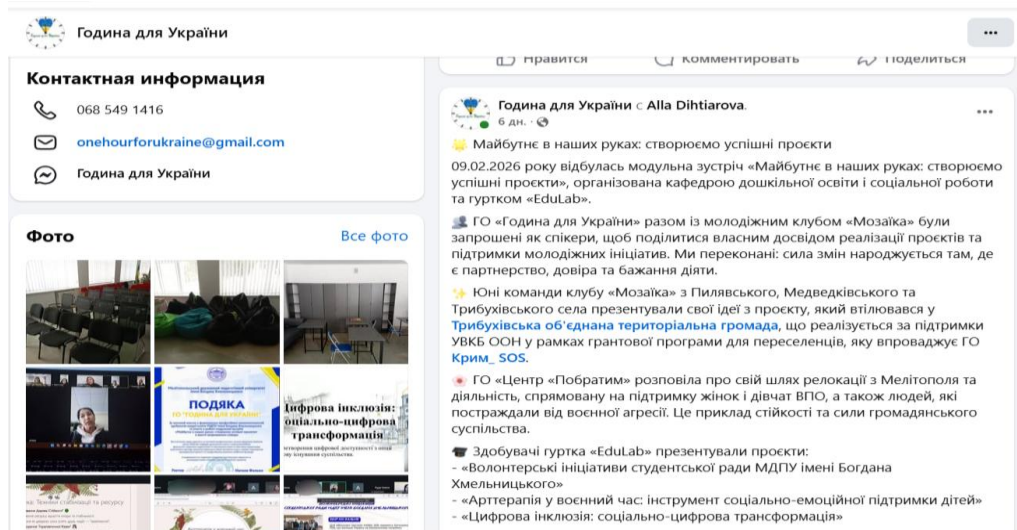 Година для України
Нравится
Комментировать
Поделиться
Контактная информация
068 549 1416
onehourforukraine@gmail.com
Година для України
Фото
Все фото
ПОДЯКА
ГО "ГОДИНА ДЛЯ УКРАЇНИ"
Цифрова інклюзія:
соціально-цифрова
трансформація
Година для України с Alla Dihtiarova.
6 дн.
Майбутнє в наших руках: створюємо успішні проєкти
09.02.2026 року відбулась модульна зустріч «Майбутнє в наших руках: створюємо
успішні проєкти», організована кафедрою дошкільної освіти і соціальної роботи
та гуртком «EduLab».
ГО «Година для України» разом із молодіжним клубом «Мозаїка» були
запрошені як спікери, щоб поділитися власним досвідом реалізації проєктів та
підтримки молодіжних ініціатив. Ми переконані: сила змін народжується там, де
є партнерство, довіра та бажання діяти.
Юні команди клубу «Мозаїка» з Пилявського, Медведківського та
Трибухівського села презентували свої ідеї з проєкту, який втілювався у
Трибухівська об'єднана територіальна громада, що реалізується за підтримки
УВКБ ООН у рамках грантової програми для переселенців, яку впроваджує ГО
Крим_ SOS.
ГО «Центр «Побратим» розповіла про свій шлях релокації з Мелітополя та
діяльність, спрямовану на підтримку жінок і дівчат ВПО, а також людей, які
постраждали від воєнної агресії. Це приклад стійкості та сили громадянського
суспільства.
Здобувачі гуртка «EduLab» презентували проєкти:
- «Волонтерські ініціативи студентської ради МДПУ імені Богдана
Хмельницького»
- «Арттерапія у воєнний час: інструмент соціально-емоційної підтримки дітей»
- «Цифрова інклюзія: соціально-цифрова трансформація»